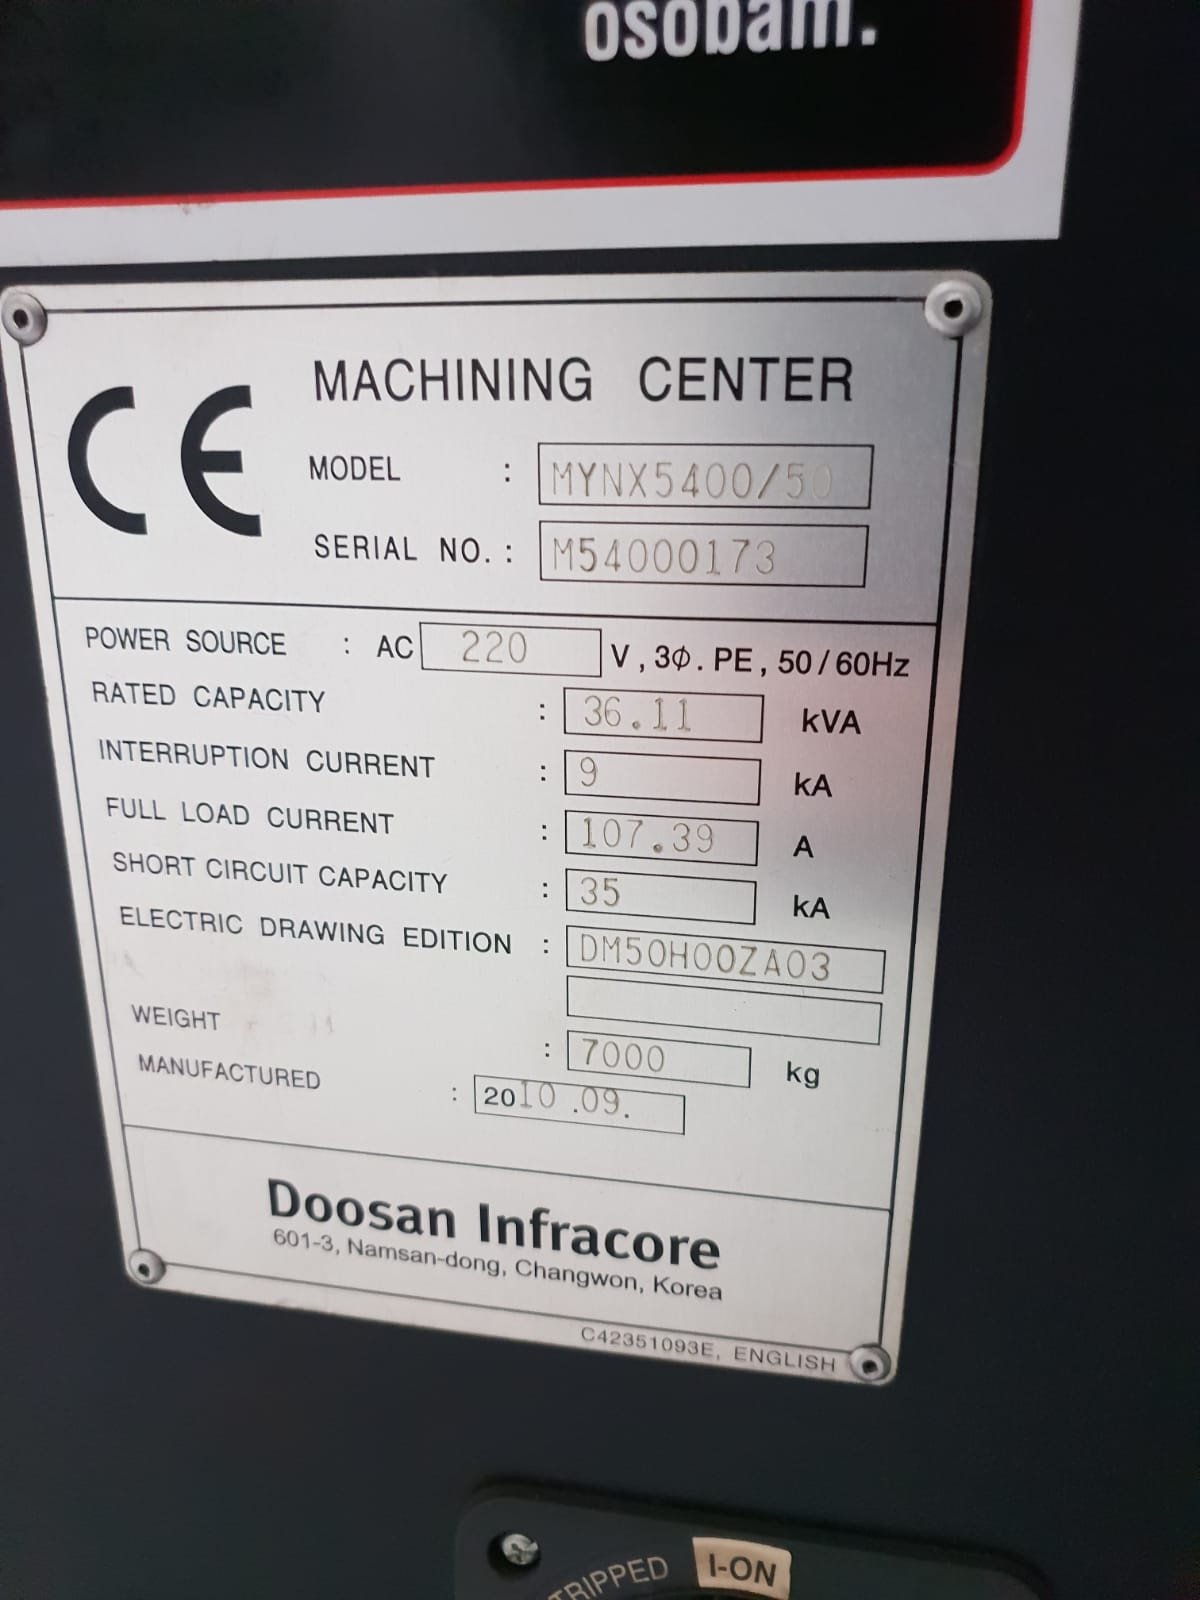 osobam.
CE
MACHINING CENTER
MODEL : MYNX5400/50
SERIAL NO. : M54000173
POWER SOURCE : AC 220 V, 3Φ. PE, 50/60Hz
RATED CAPACITY : 36.11 kVA
INTERRUPTION CURRENT : 9 kA
FULL LOAD CURRENT : 107.39 A
SHORT CIRCUIT CAPACITY : 35 kA
ELECTRIC DRAWING EDITION : DM50H00ZA03
WEIGHT : 7000 kg
MANUFACTURED : 2010.09.
Doosan Infracore
601-3, Namsan-dong, Changwon, Korea
C42351093E, ENGLISH
TRIPPED I-ON